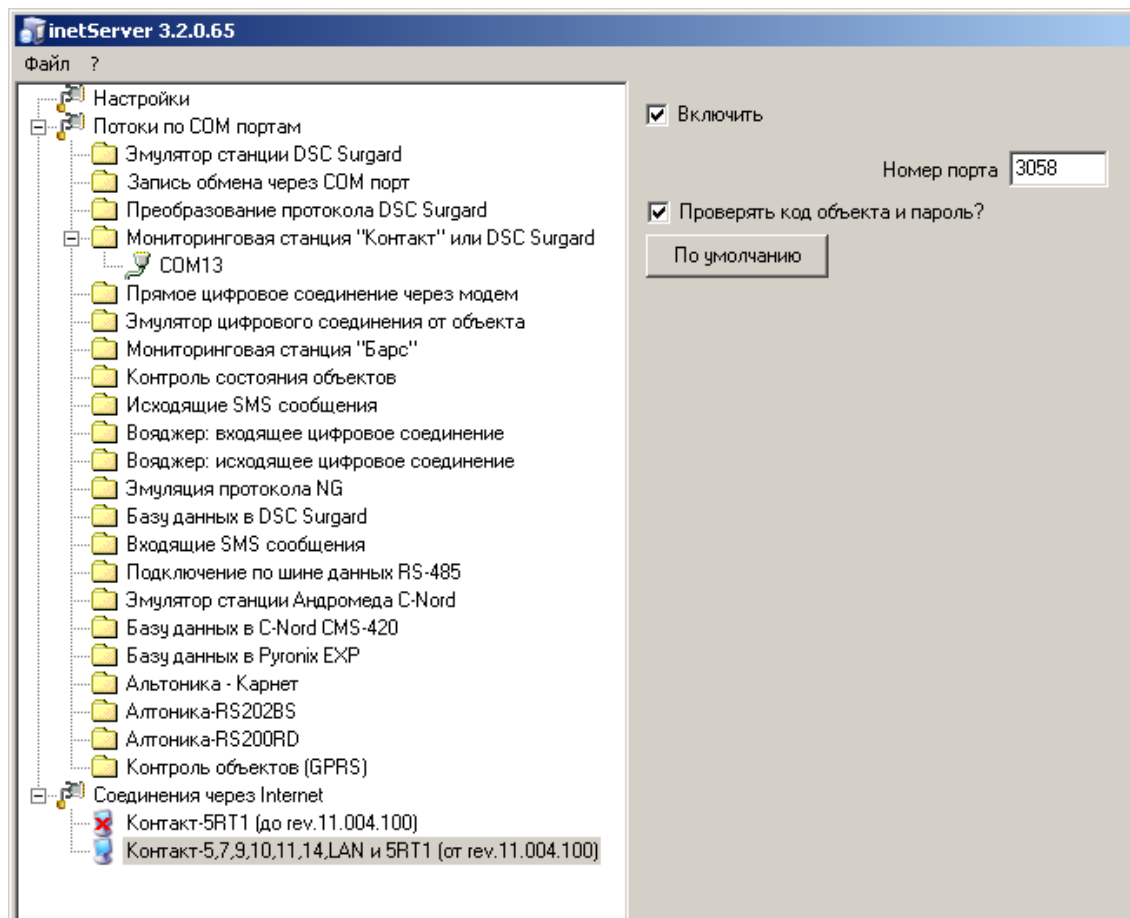 inetServer 3.2.0.65
Файл ?
Настройки
Потоки по COM портам
Эмулятор станции DSC Surgard
Запись обмена через COM порт
Преобразование протокола DSC Surgard
Мониторинговая станция "Контакт" или DSC Surgard
COM13
Прямое цифровое соединение через модем
Эмулятор цифрового соединения от объекта
Мониторинговая станция "Барс"
Контроль состояния объектов
Исходящие SMS сообщения
Вояджер: входящее цифровое соединение
Вояджер: исходящее цифровое соединение
Эмуляция протокола NG
Базу данных в DSC Surgard
Входящие SMS сообщения
Подключение по шине данных RS-485
Эмулятор станции Андромеда C-Nord
Базу данных в C-Nord CMS-420
Базу данных в Pyronix EXP
Альтоника - Карнет
Алтоника-RS202BS
Алтоника-RS200RD
Контроль объектов (GPRS)
Соединения через Internet
Контакт-5RT1 (до rev.11.004.100)
Контакт-5,7,9,10,11,14,LAN и 5RT1 (от rev.11.004.100)
Включить
Номер порта 3058
Проверять код объекта и пароль?
По умолчанию